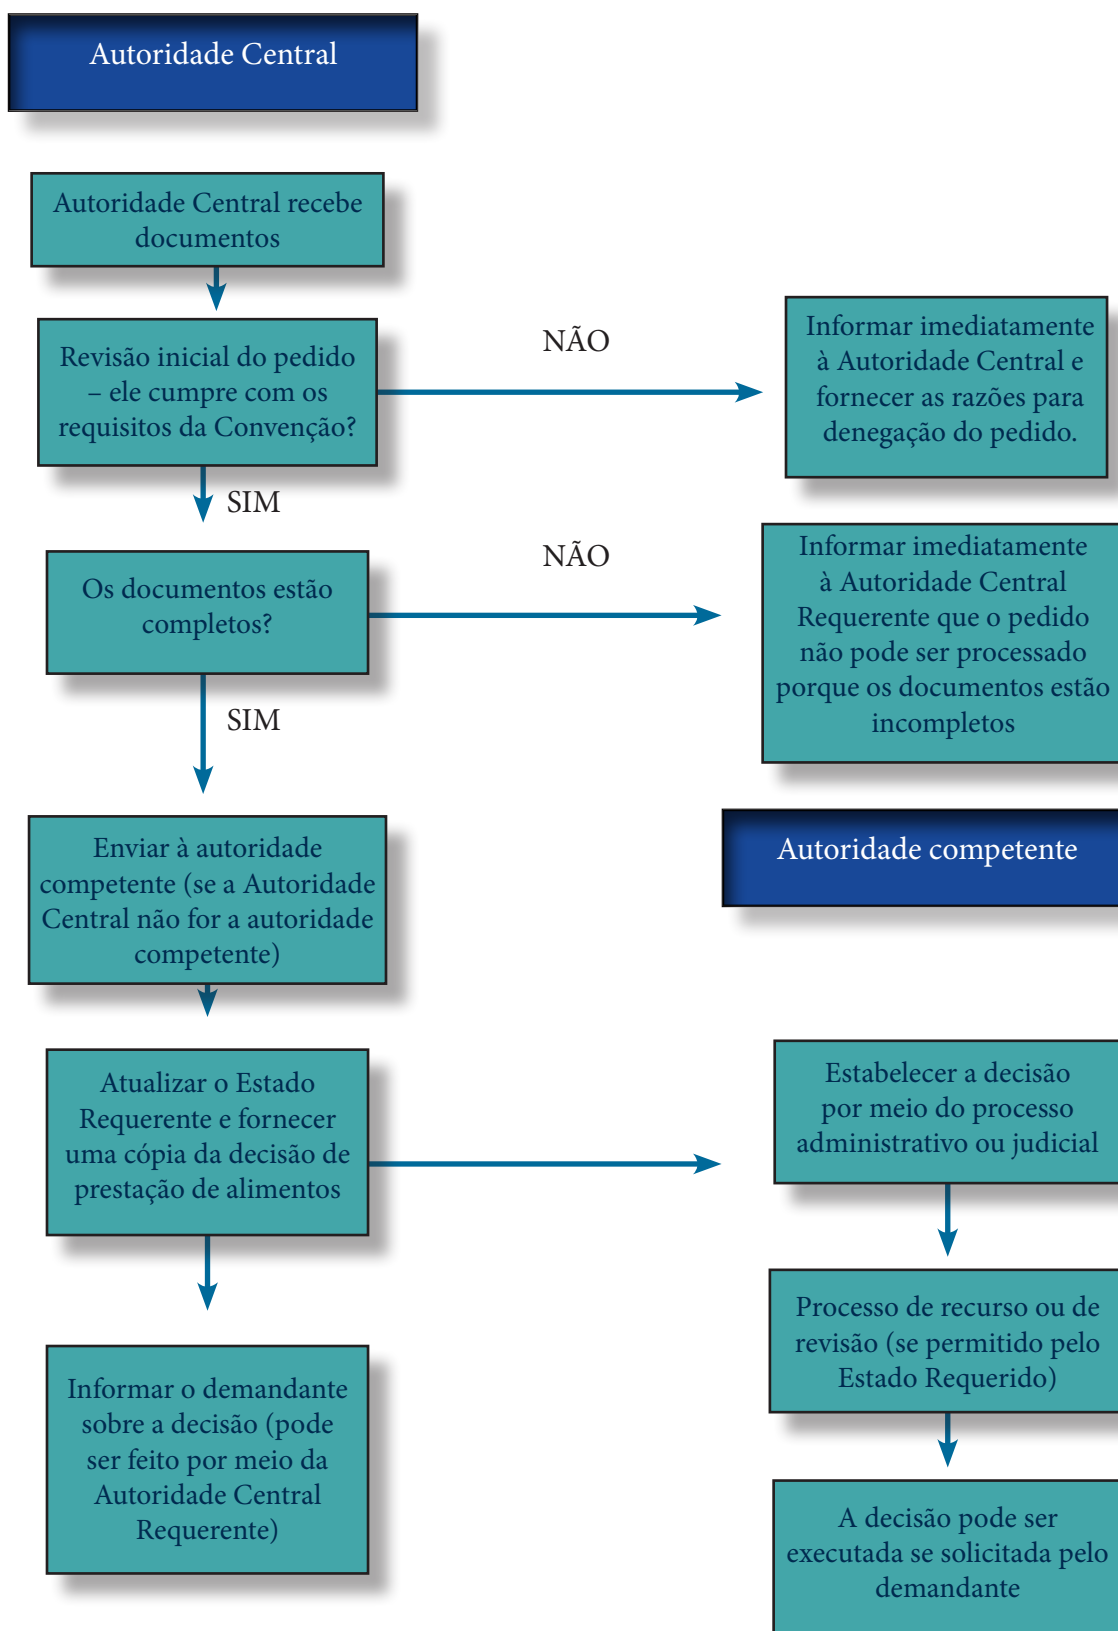 Autoridade Central
Autoridade Central recebe
documentos
Revisão inicial do pedido
– ele cumpre com os
requisitos da Convenção?
NÃO
Informar imediatamente
à Autoridade Central e
fornecer as razões para
denegação do pedido.
SIM
Os documentos estão
completos?
NÃO
Informar imediatamente
à Autoridade Central
Requerente que o pedido
não pode ser processado
porque os documentos estão
incompletos
SIM
Enviar à autoridade
competente (se a Autoridade
Central não for a autoridade
competente)
Autoridade competente
Atualizar o Estado
Requerente e fornecer
uma cópia da decisão de
prestação de alimentos
Estabelecer a decisão
por meio do processo
administrativo ou judicial
Processo de recurso ou de
revisão (se permitido pelo
Estado Requerido)
Informar o demandante
sobre a decisão (pode
ser feito por meio da
Autoridade Central
Requerente)
A decisão pode ser
executada se solicitada pelo
demandante